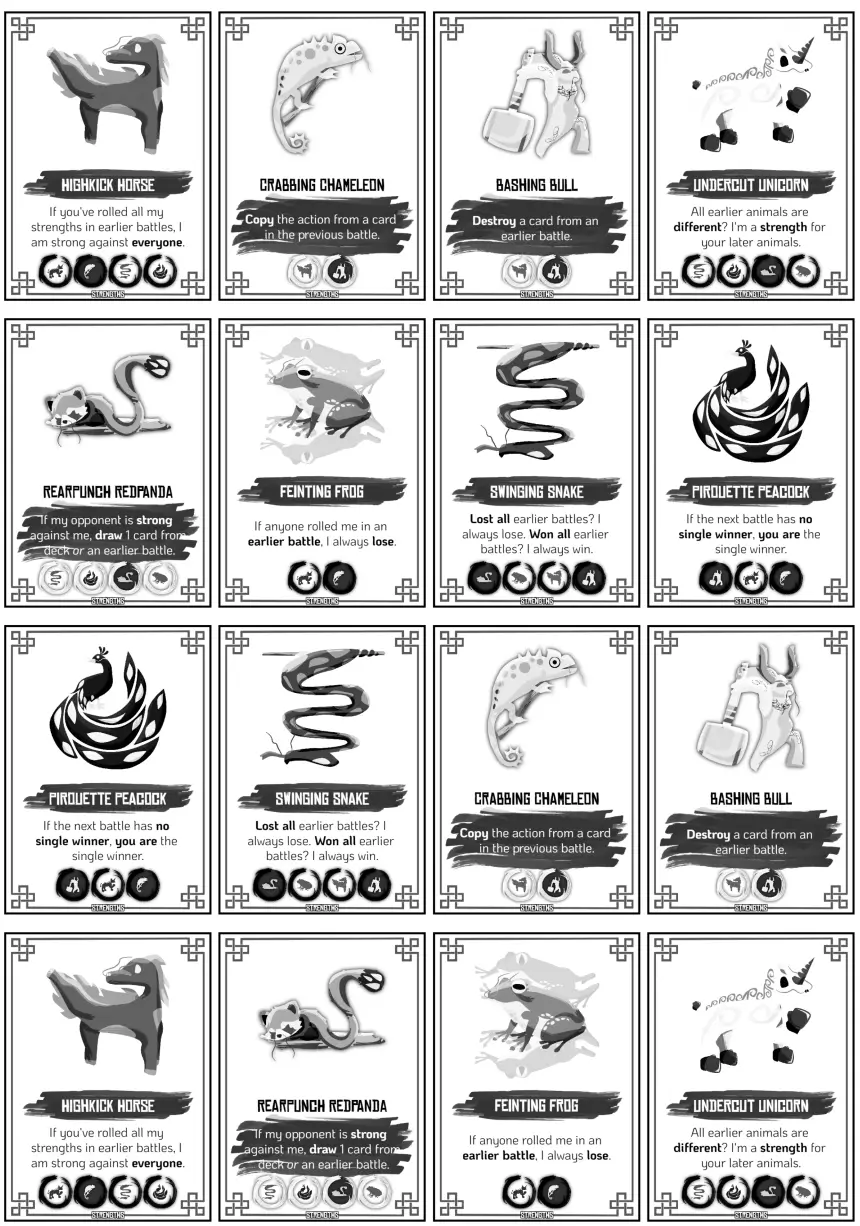 HIGHKICK HORSE
If you've rolled all my
strengths in earlier battles, I
am strong against everyone.
STRENGTHS
CRABBING CHAMELEON
Copy the action from a card
in the previous battle.
STRENGTHS
BASHING BULL
Destroy a card from an
earlier battle.
STRENGTHS
UNDERCUT UNICORN
All earlier animals are
different? I'm a strength for
your later animals.
STRENGTHS
REARPUNCH REDPANDA
If my opponent is strong
against me, draw 1 card from
deck or an earlier battle.
STRENGTHS
FEINTING FROG
If anyone rolled me in an
earlier battle, I always lose.
STRENGTHS
SWINGING SNAKE
Lost all earlier battles? I
always lose. Won all earlier
battles? I always win.
STRENGTHS
PIROUETTE PEACOCK
If the next battle has no
single winner, you are the
single winner.
STRENGTHS
PIROUETTE PEACOCK
If the next battle has no
single winner, you are the
single winner.
STRENGTHS
SWINGING SNAKE
Lost all earlier battles? I
always lose. Won all earlier
battles? I always win.
STRENGTHS
CRABBING CHAMELEON
Copy the action from a card
in the previous battle.
STRENGTHS
BASHING BULL
Destroy a card from an
earlier battle.
STRENGTHS
HIGHKICK HORSE
If you've rolled all my
strengths in earlier battles, I
am strong against everyone.
STRENGTHS
REARPUNCH REDPANDA
If my opponent is strong
against me, draw 1 card from
deck or an earlier battle.
STRENGTHS
FEINTING FROG
If anyone rolled me in an
earlier battle, I always lose.
STRENGTHS
UNDERCUT UNICORN
All earlier animals are
different? I'm a strength for
your later animals.
STRENGTHS